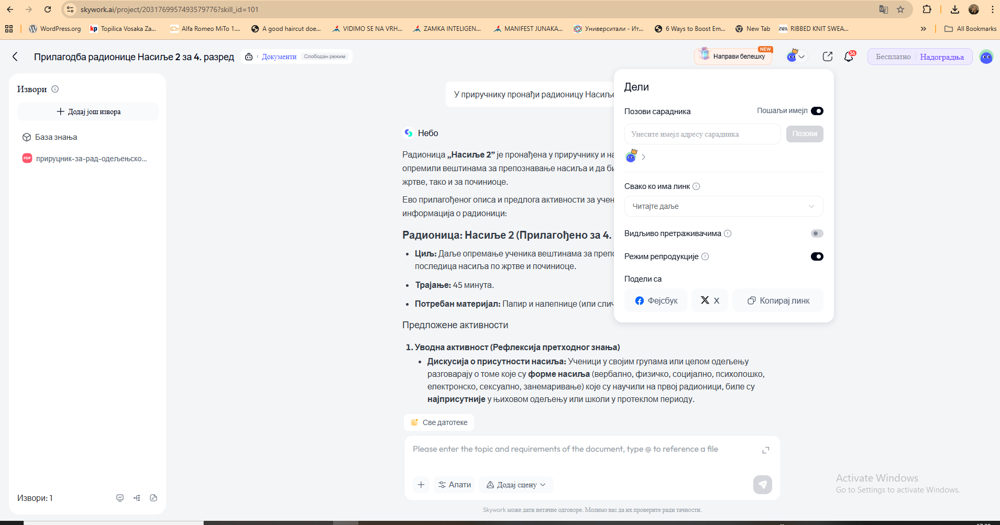 skywork.ai/project/2031769957493579776?skill_id=101
WordPress.org
kp Topilica Vosaka Za...
Alfa Romeo MiTo 1....
A good haircut doe...
VIDIMO SE NA VRH...
ZAMKA INTELIGEN...
MANIFEST JUNAKA...
Универзитали - Ит...
6 Ways to Boost Em...
New Tab
ZARA RIBBED KNIT SWEA...
All Bookmarks
Прилагодба радионице Насиље 2 за 4. разред
Документи Слободан режим
Направи белешку NEW
36
Бесплатно Надоградња
Извори
Додај још извора
База знања
PDF прируцник-за-рад-одељењско...
Извори: 1
У приручнику пронађи радионицу Насиље
Небо
Радионица „Насиље 2” је пронађена у приручнику и
опремили вештинама за препознавање насиља и да
жртве, тако и за починиоце.
Ево прилагођеног описа и предлога активности за
информација о радионици:
Радионица: Насиље 2 (Прилагођено за 4.
• Циљ: Даље опремање ученика вештинама за
последица насиља по жртве и починиоце.
• Трајање: 45 минута.
• Потребан материјал: Папир и налепнице (или
Предложене активности
1. Уводна активност (Рефлексија претходног знања)
• Дискусија о присутности насиља: Ученици у својим групама или целом одељењу
разговарају о томе које су форме насиља (вербално, физичко, социјално, психолошко,
електронско, сексуално, занемаривање) које су научили на првој радионици, биле су
најприсутније у њиховом одељењу или школи у протеклом периоду.
Све датотеке
Please enter the topic and requirements of the document, type @ to reference a file
Алати
Додај сцену
Skywork може дати нетачне одговоре. Молимо вас да их проверите ради тачности.
Дели
Позови сарадника Пошаљи имејл
Унесите имејл адресу сарадника Позови
Свако ко има линк
Читајте даље
Видљиво претраживачима
Режим репродукције
Подели са
Фејсбук X Копирај линк
Activate Windows
Go to Settings to activate Windows.